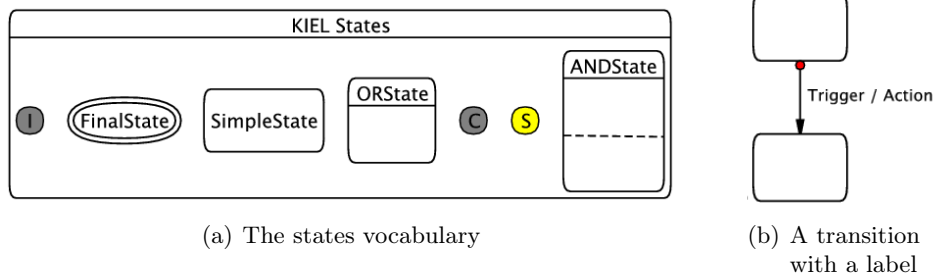 KIEL States
I
FinalState
SimpleState
ORState
C
S
ANDState
Trigger / Action
(a) The states vocabulary
(b) A transition
with a label